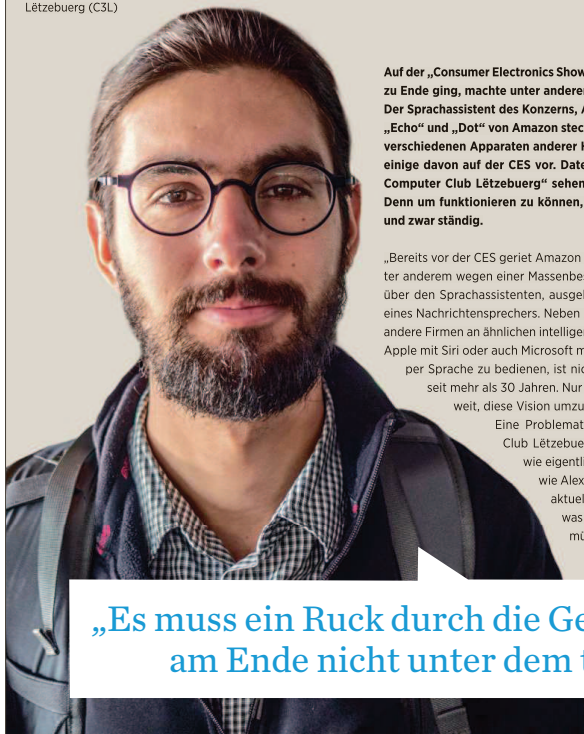 Lëtzebuerg (C3L)
Auf der „Consumer Electronics Show
zu Ende ging, machte unter anderem
Der Sprachassistent des Konzerns, A
„Echo“ und „Dot“ von Amazon stec
verschiedenen Apparaten anderer H
einige davon auf der CES vor. Date
Computer Club Lëtzebuerg“ sehen
Denn um funktionieren zu können,
und zwar ständig.
„Bereits vor der CES geriet Amazon
ter anderem wegen einer Massenbes
über den Sprachassistenten, ausgel
eines Nachrichtensprechers. Neben
andere Firmen an ähnlichen intelliger
Apple mit Siri oder auch Microsoft m
per Sprache zu bedienen, ist nic
seit mehr als 30 Jahren. Nur
weit, diese Vision umzu
Eine Problemat
Club Lëtzebue
wie eigentli
wie Alex
aktuel
was
mü
„Es muss ein Ruck durch die Ge
am Ende nicht unter dem t